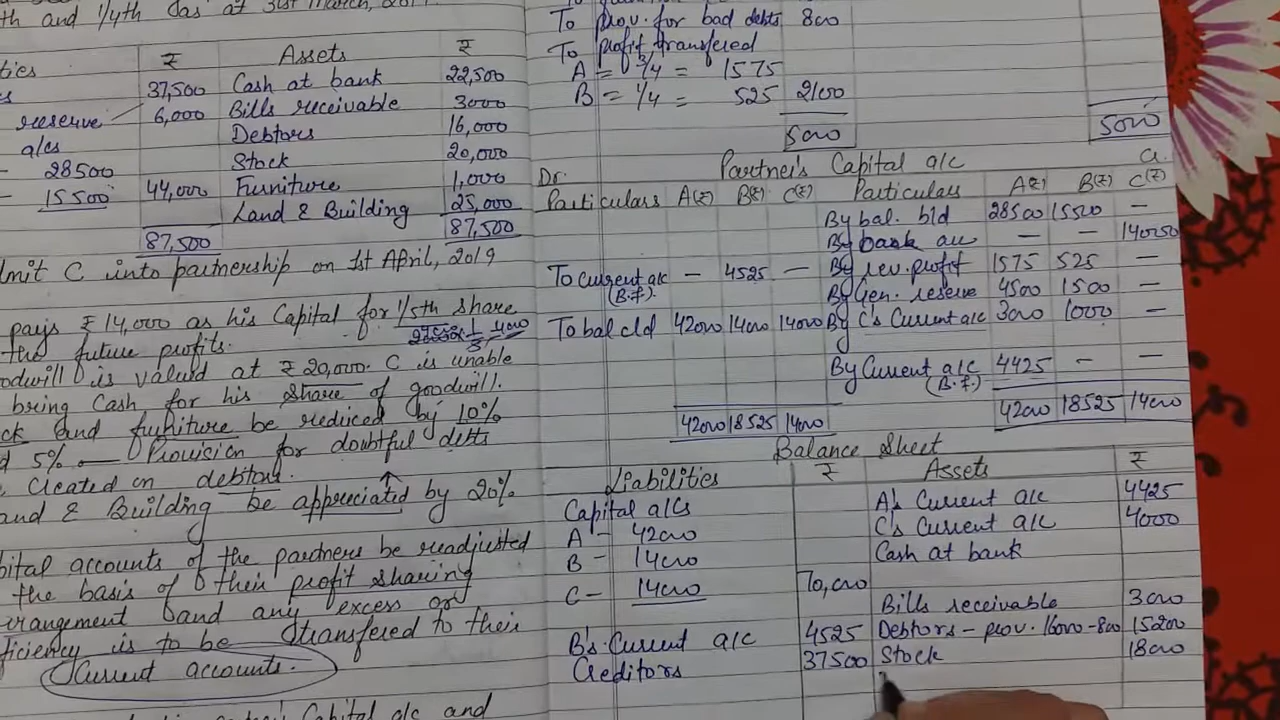 th and 1/4th as at 31st March, 2019
ties ₹ Assets ₹
37,500 Cash at bank 22,500
reserve 6,000 Bills receivable 3000
a/cs Debtors 16,000
- 28500 Stock 20,000
- 15500 44,000 Furniture 1,000
Land & Building 25,000
87,500 87,500
dmit C into partnership on 1st April, 2019
pays ₹ 14,000 as his Capital for 1/5th share
the future profits.
odwill is valued at ₹ 20,000. C is unable
bring Cash for his share of goodwill.
ck and furniture be reduced by 10%
d 5% — Provision for doubtful debts
Created on debtors.
and & Building be appreciated by 20%
pital accounts of the partners be readjusted
the basis of their profit sharing
rrangement and any excess or
ficiency is to be transfered to their
Current accounts.
Capital a/c and
To prov. for bad debts 800
To profit transfered
A = 3/4 = 1575
B = 1/4 = 525 2100
5000 5000
Partner's Capital a/c
Dr.
Particulars A(₹) B(₹) C(₹) Particulars A(₹) B(₹) C(₹)
By bal. b/d 28500 15500 —
By bank a/c — —
By rev. profit 1575 525 —
To Current a/c — 4525 —
(B.f).
By Gen. reserve 4500 1500 —
To bal c/d 42000 14000 14000 By C's Current a/c 3000 1000 —
By Current a/c 4425 — —
(B.f.)
42000 18525 14000 42000 18525 14000
Balance Sheet
Liabilities ₹ Assets ₹
Capital a/cs A's Current a/c 4425
A - 42000 C's Current a/c 4000
B - 14000 Cash at bank
C - 14000 70,000
Bills receivable 3000
B's Current a/c 4525 Debtors - prov. 16000-800 15200
Creditors 37500 Stock 18000